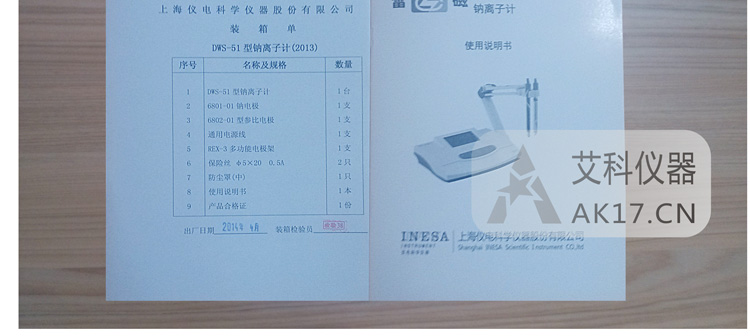 上海仪电科学仪器股份有限公司
装 箱 单
DWS-51 型钠离子计(2013)
序号 名称及规格 数量
1 DWS-51 型钠离子计 1 台
2 6801-01 钠电极 1 支
3 6802-01 型参比电极 1 支
4 通用电源线 1 支
5 REX-3 多功能电极架 1 支
6 保险丝 φ5×20 0.5A 2 只
7 防尘罩(中) 1 只
8 使用说明书 1 本
9 产品合格证 1 份
出厂日期 2014年 4月 装箱检验员
雷磁
钠离子计
使用说明书
INESA
INSTRUMENT
上海仪电科学仪器股份有限公司
Shanghai INESA Scientific Instrument CO.,ltd
艾科仪器
AK17.CN